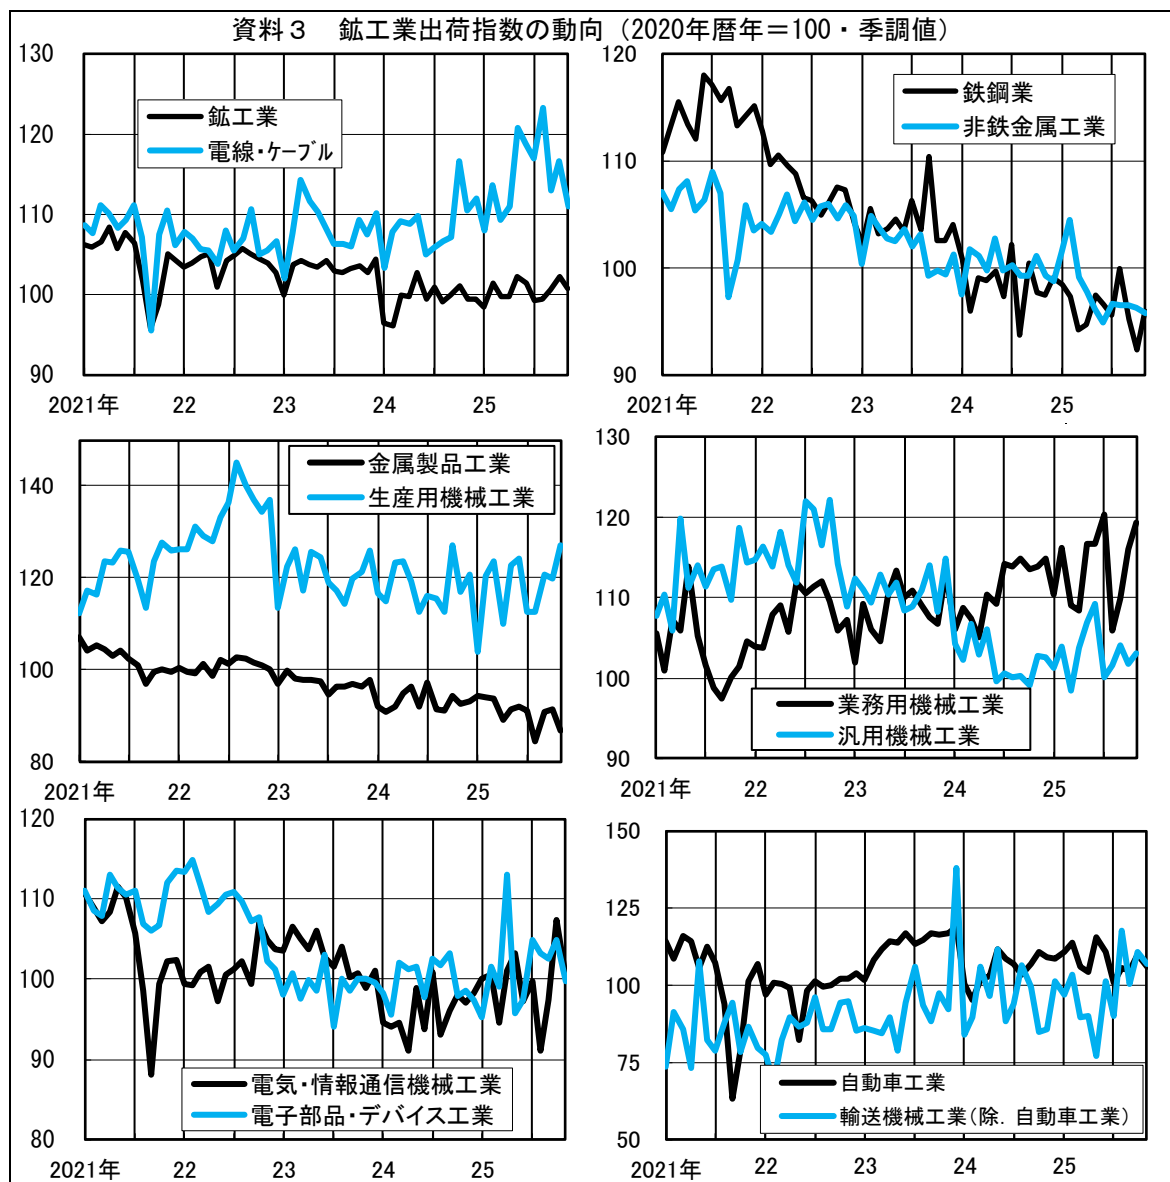 資料３　鉱工業出荷指数の動向（2020年暦年＝100・季調値）
130
120
110
100
90
鉱工業
電線・ケーブル
2021年 22 23 24 25
120
110
100
90
鉄鋼業
非鉄金属工業
2021年 22 23 24 25
140
120
100
80
金属製品工業
生産用機械工業
2021年 22 23 24 25
130
120
110
100
90
業務用機械工業
汎用機械工業
2021年 22 23 24 25
120
110
100
90
80
電気・情報通信機械工業
電子部品・デバイス工業
2021年 22 23 24 25
150
125
100
75
50
自動車工業
輸送機械工業(除. 自動車工業)
2021年 22 23 24 25